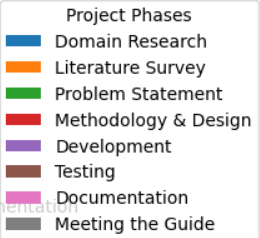 Project Phases
Domain Research
Literature Survey
Problem Statement
Methodology & Design
Development
Testing
Documentation
Meeting the Guide